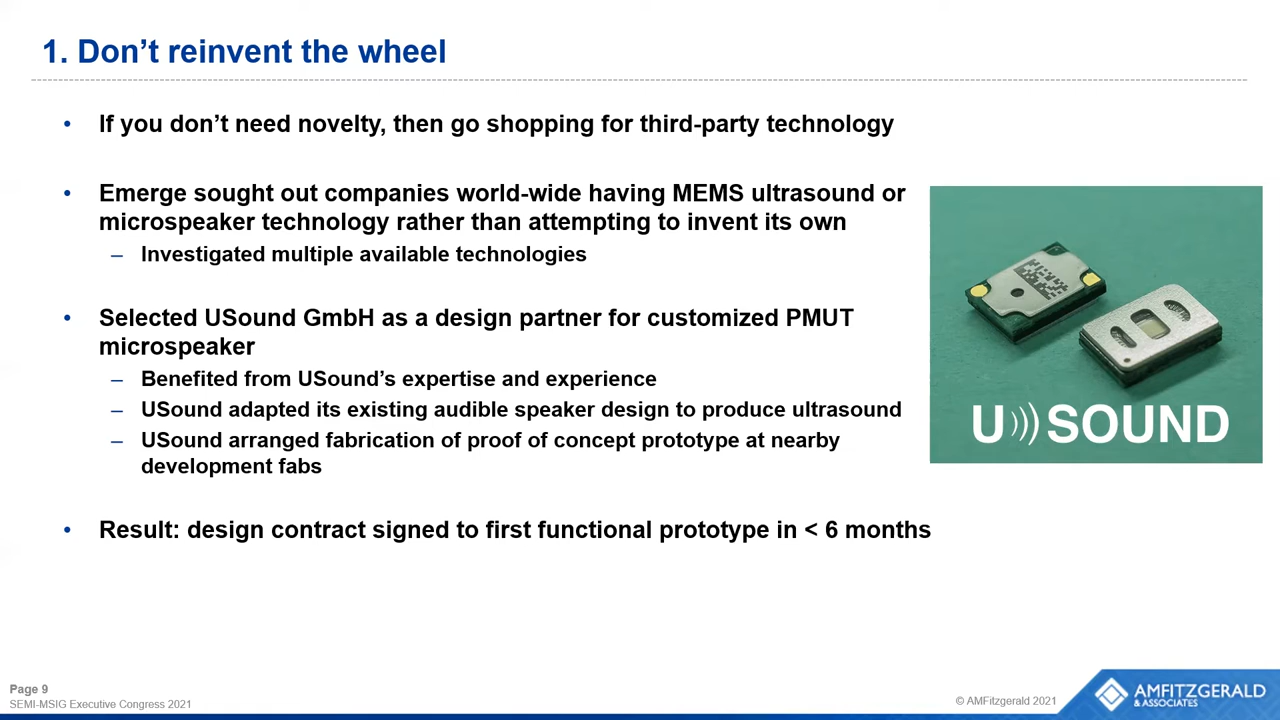 1. Don’t reinvent the wheel
• If you don’t need novelty, then go shopping for third-party technology
• Emerge sought out companies world-wide having MEMS ultrasound or
microspeaker technology rather than attempting to invent its own
– Investigated multiple available technologies
• Selected USound GmbH as a design partner for customized PMUT
microspeaker
– Benefited from USound’s expertise and experience
– USound adapted its existing audible speaker design to produce ultrasound
– USound arranged fabrication of proof of concept prototype at nearby
development fabs
• Result: design contract signed to first functional prototype in < 6 months
U SOUND
Page 9
SEMI-MSIG Executive Congress 2021
© AMFitzgerald 2021
AMFITZGERALD
& ASSOCIATES